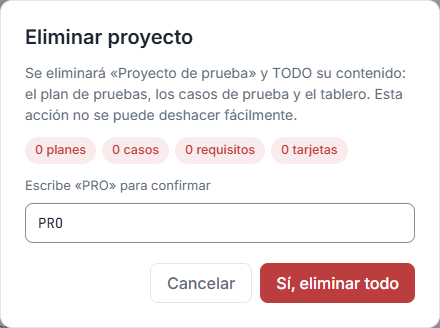 Eliminar proyecto
Se eliminará «Proyecto de prueba» y TODO su contenido:
el plan de pruebas, los casos de prueba y el tablero. Esta
acción no se puede deshacer fácilmente.
0 planes 0 casos 0 requisitos 0 tarjetas
Escribe «PRO» para confirmar
PRO
Cancelar Sí, eliminar todo